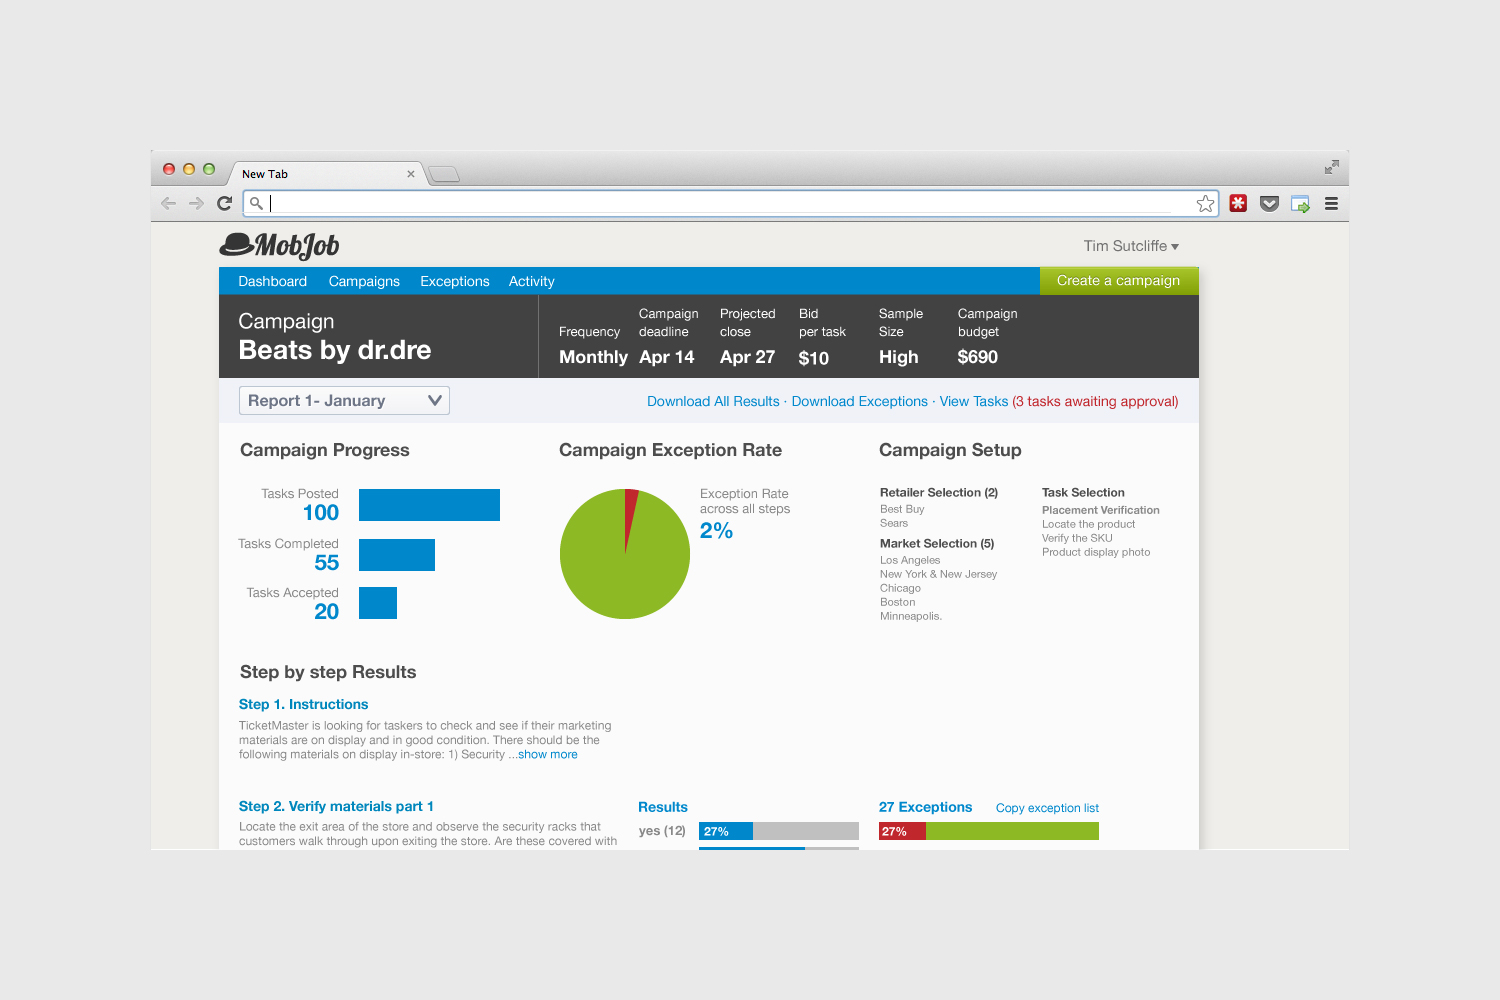 New Tab
MobJob
Tim Sutcliffe
Dashboard Campaigns Exceptions Activity Create a campaign
Campaign
Beats by dr.dre
Frequency
Monthly
Campaign
deadline
Apr 14
Projected
close
Apr 27
Bid
per task
$10
Sample
Size
High
Campaign
budget
$690
Report 1- January
Download All Results · Download Exceptions · View Tasks (3 tasks awaiting approval)
Campaign Progress
Tasks Posted
100
Tasks Completed
55
Tasks Accepted
20
Campaign Exception Rate
Exception Rate
across all steps
2%
Campaign Setup
Retailer Selection (2)
Best Buy
Sears
Market Selection (5)
Los Angeles
New York & New Jersey
Chicago
Boston
Minneapolis.
Task Selection
Placement Verification
Locate the product
Verify the SKU
Product display photo
Step by step Results
Step 1. Instructions
TicketMaster is looking for taskers to check and see if their marketing
materials are on display and in good condition. There should be the
following materials on display in-store: 1) Security ...show more
Step 2. Verify materials part 1
Locate the exit area of the store and observe the security racks that
customers walk through upon exiting the store. Are these covered with
Results
yes (12) 27%
27 Exceptions Copy exception list
27%